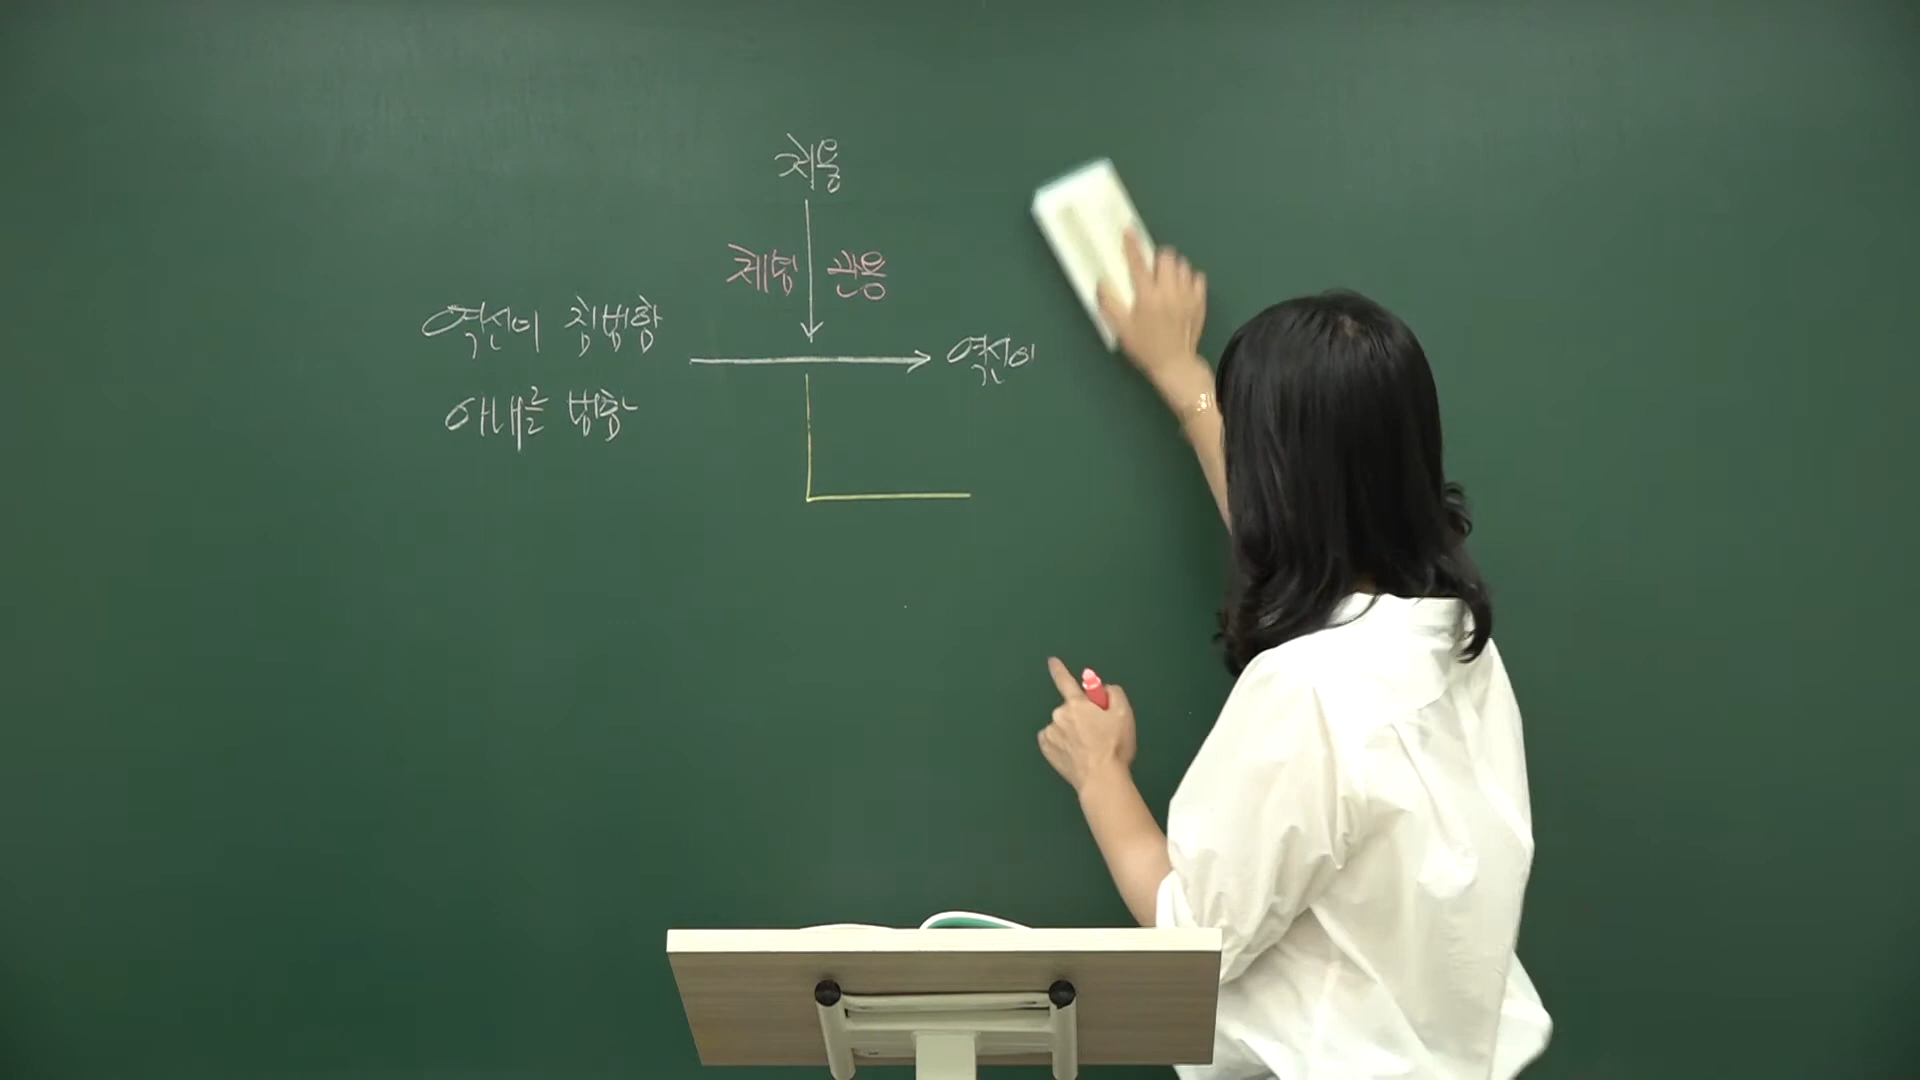 처용
체념 관용
역신이 침범함
역신이
아내를 범함